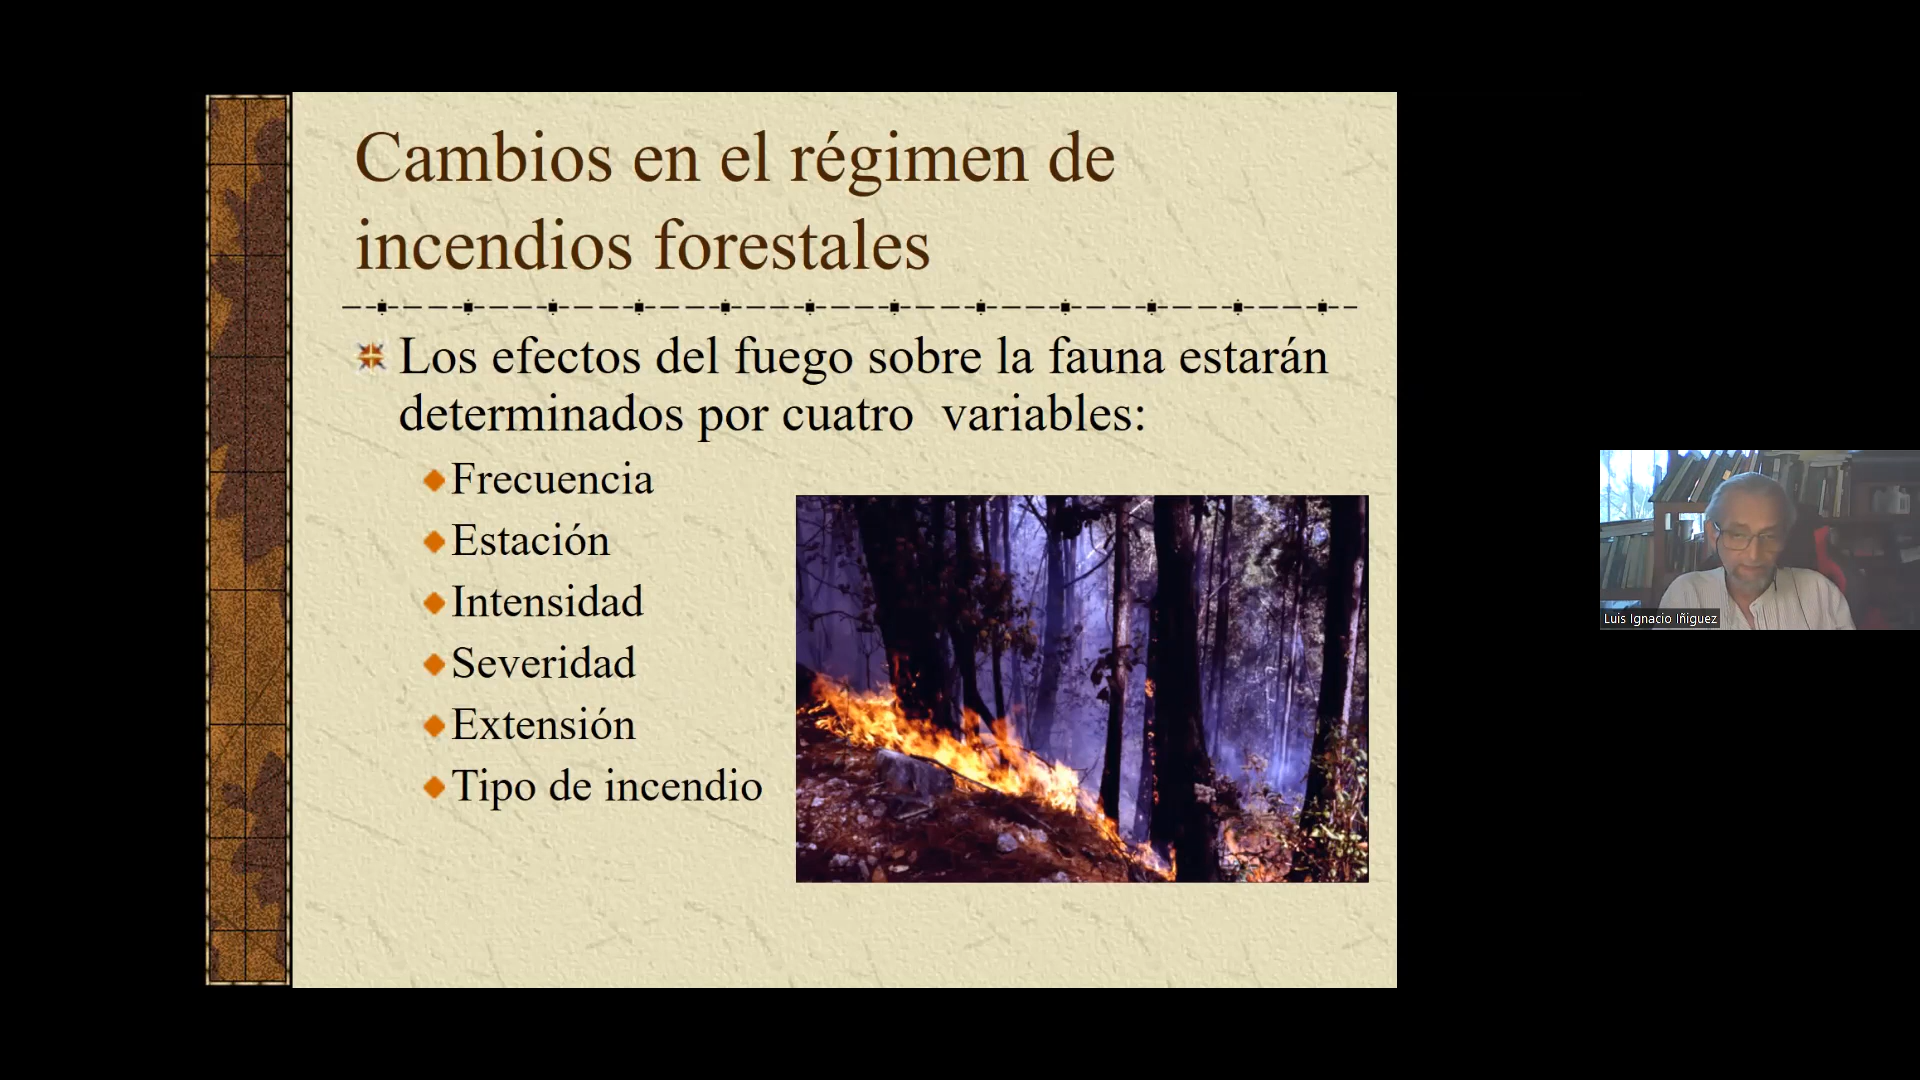 Cambios en el régimen de
incendios forestales
Los efectos del fuego sobre la fauna estarán
determinados por cuatro  variables:
Frecuencia
Estación
Intensidad
Severidad
Extensión
Tipo de incendio
Luis Ignacio Iñiguez